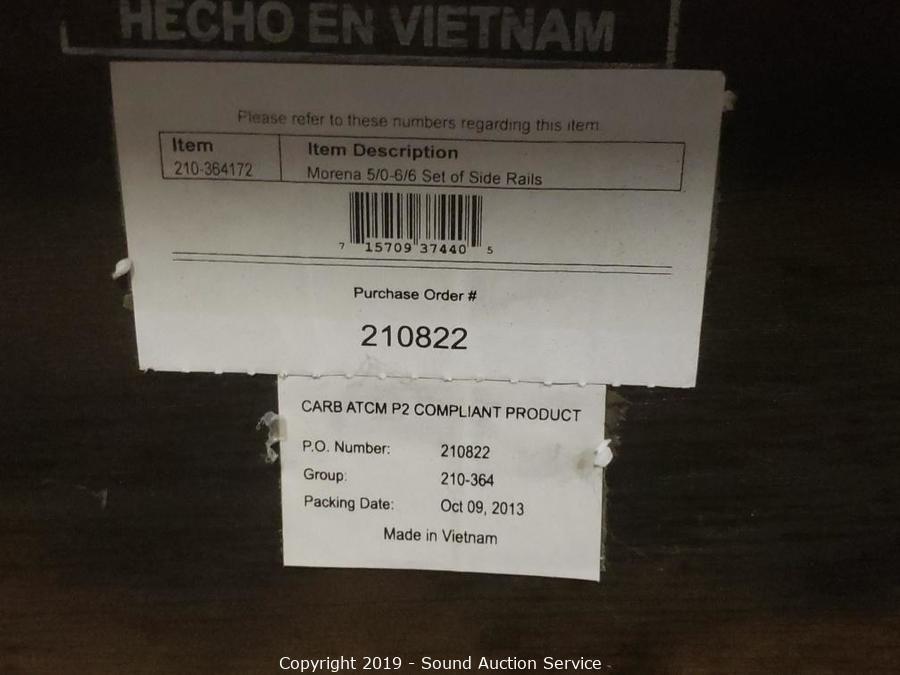 HECHO EN VIETNAM
Please refer to these numbers regarding this item.
Item Item Description
210-364172 Morena 5/0-6/6 Set of Side Rails
7 15709 37440 5
Purchase Order #
210822
CARB ATCM P2 COMPLIANT PRODUCT
P.O. Number: 210822
Group: 210-364
Packing Date: Oct 09, 2013
Made in Vietnam
Copyright 2019 - Sound Auction Service